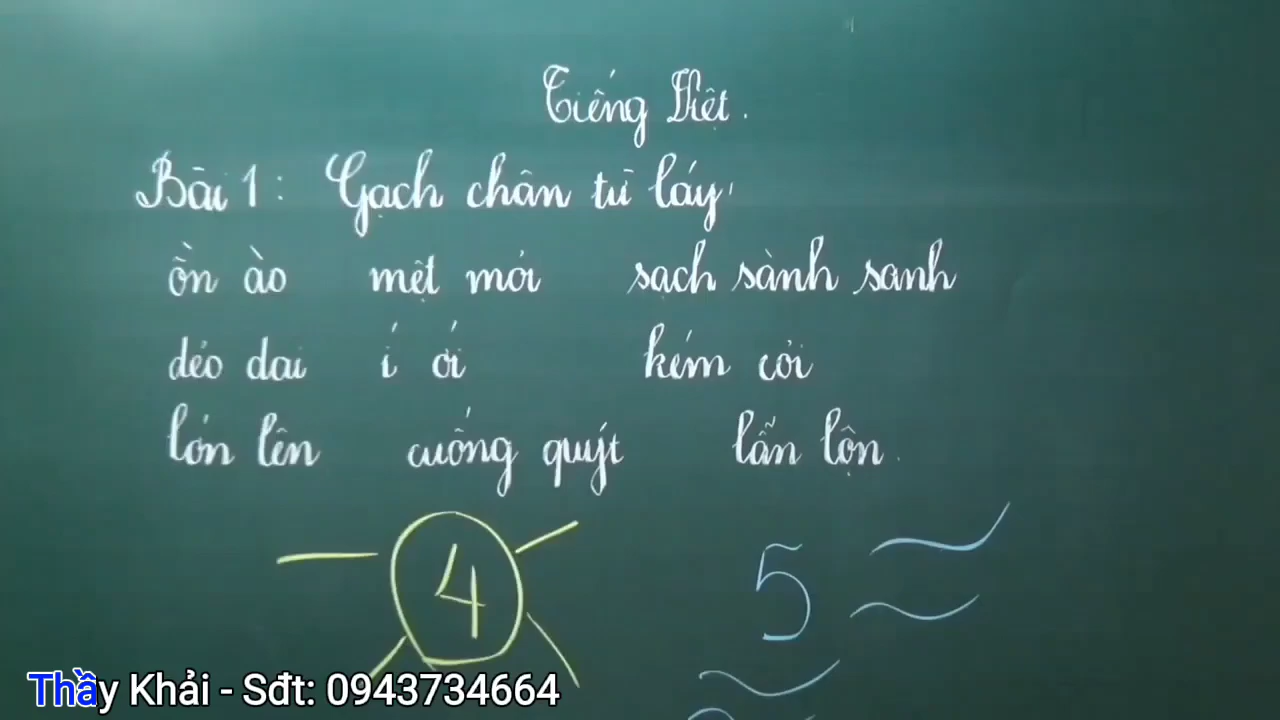 Tiếng Việt.
Bài 1: Gạch chân từ láy:
ồn ào mệt mỏi sạch sành sanh
dẻo dai í ới kém cỏi
lớn lên cuống quýt lẫn lộn.
4 5
Thầy Khải - Sđt: 0943734664